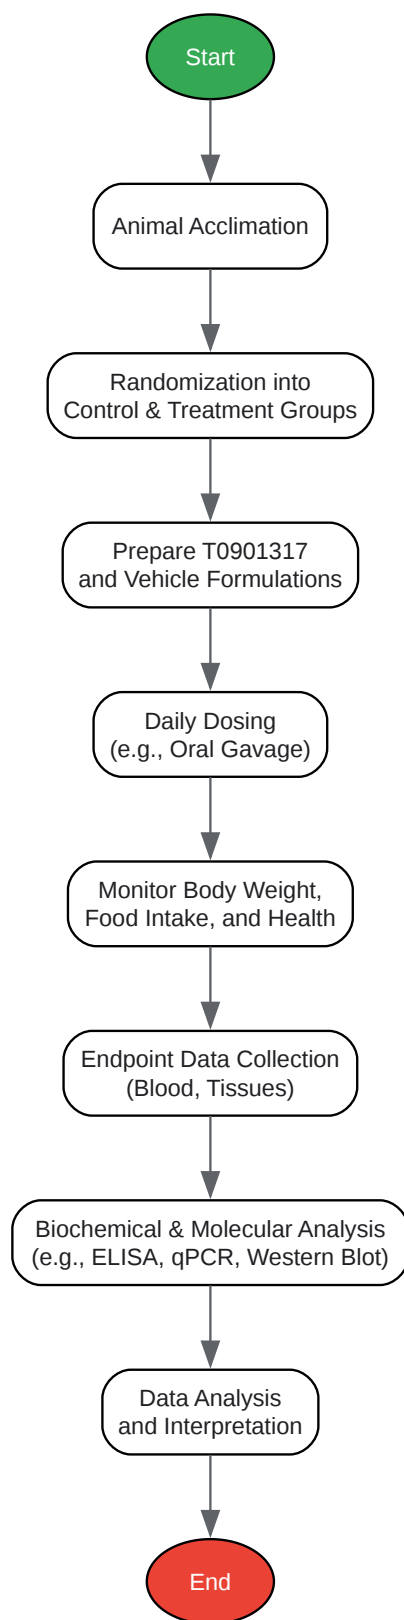 Start
Animal Acclimation
Randomization into
Control & Treatment Groups
Prepare T0901317
and Vehicle Formulations
Daily Dosing
(e.g., Oral Gavage)
Monitor Body Weight,
Food Intake, and Health
Endpoint Data Collection
(Blood, Tissues)
Biochemical & Molecular Analysis
(e.g., ELISA, qPCR, Western Blot)
Data Analysis
and Interpretation
End